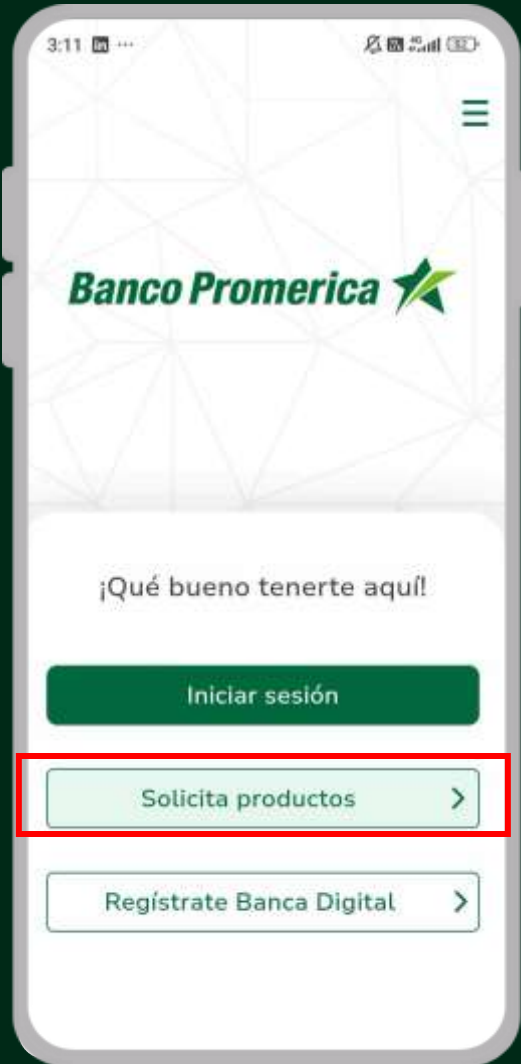 3:11
Banco Promerica
¡Qué bueno tenerte aquí!
Iniciar sesión
Solicita productos
Regístrate Banca Digital